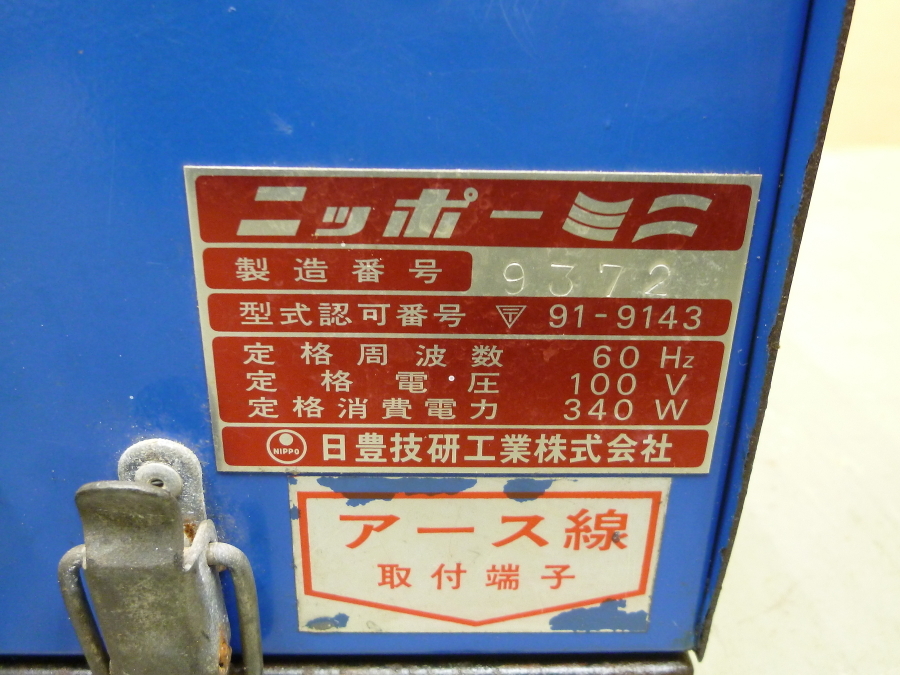 ニッポーミニ
製造番号 9372
型式認可番号 〒 91-9143
定格周波数 60 Hz
定格電圧 100 V
定格消費電力 340 W
NIPPO 日豊技研工業株式会社
アース線
取付端子